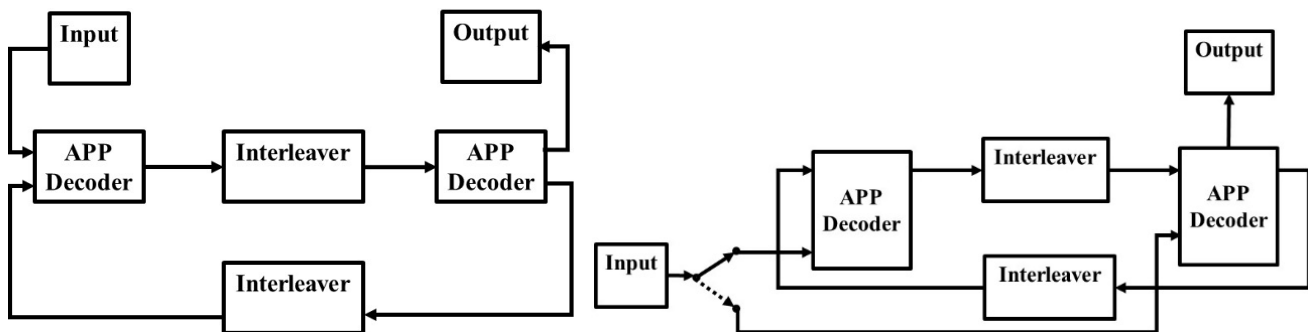 Input
Output
APP
Decoder
Interleaver
APP
Decoder
Interleaver
Output
APP
Decoder
Interleaver
APP
Decoder
Input
Interleaver